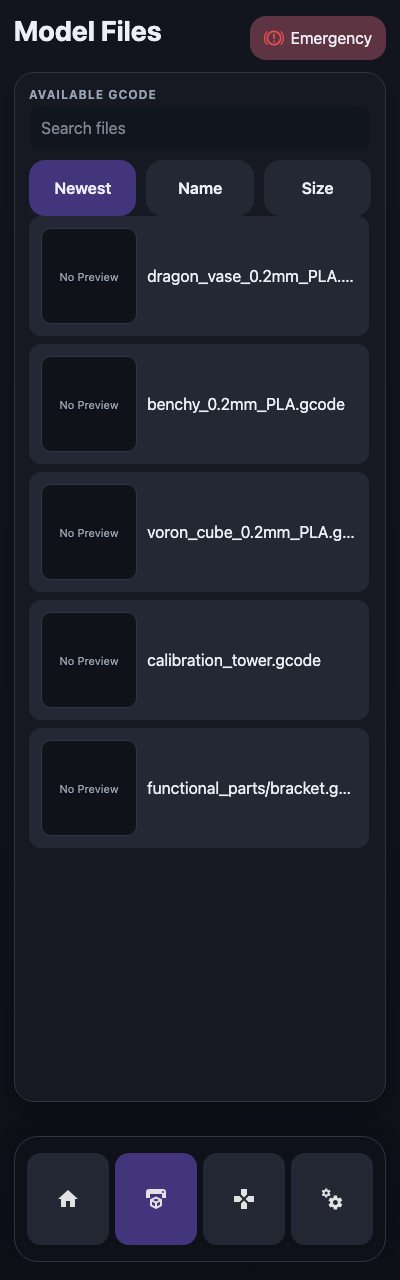 Model Files
Emergency
AVAILABLE GCODE
Search files
Newest
Name
Size
No Preview
dragon_vase_0.2mm_PLA....
No Preview
benchy_0.2mm_PLA.gcode
No Preview
voron_cube_0.2mm_PLA.g...
No Preview
calibration_tower.gcode
No Preview
functional_parts/bracket.g...